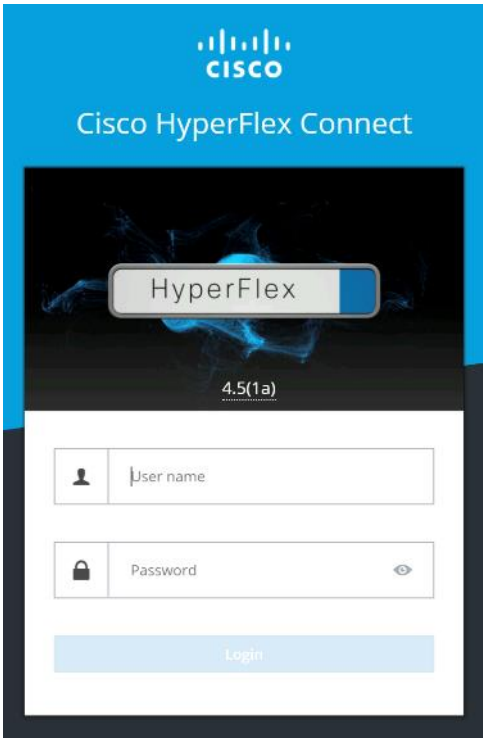 CISCO
Cisco HyperFlex Connect
HyperFlex
4.5(1a)
User name
Password
Login